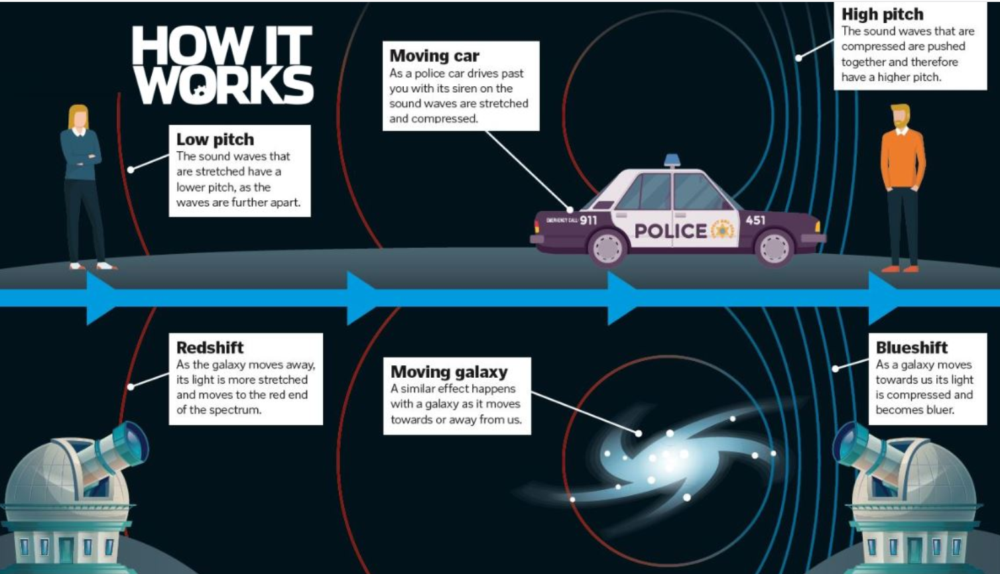 HOW IT
WORKS
High pitch
The sound waves that are
compressed are pushed
together and therefore
have a higher pitch.
Moving car
As a police car drives past
you with its siren on the
sound waves are stretched
and compressed.
Low pitch
The sound waves that
are stretched have a
lower pitch, as the
waves are further apart.
EMERGENCY CALL: 911
POLICE
451
Redshift
As the galaxy moves away,
its light is more stretched
and moves to the red end
of the spectrum.
Moving galaxy
A similar effect happens
with a galaxy as it moves
towards or away from us.
Blueshift
As a galaxy moves
towards us its light
is compressed and
becomes bluer.